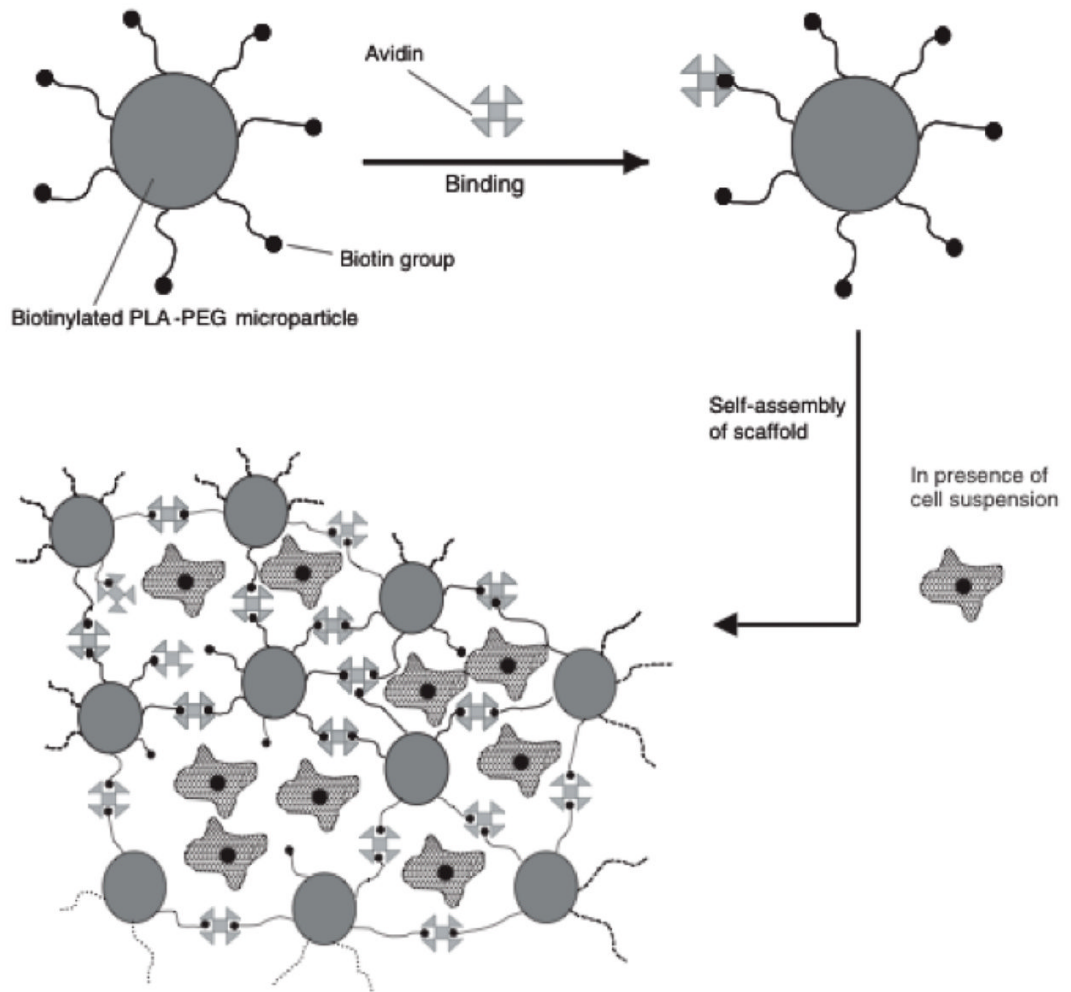 Avidin
Binding
Biotin group
Biotinylated PLA-PEG microparticle
Self-assembly
of scaffold
In presence of
cell suspension